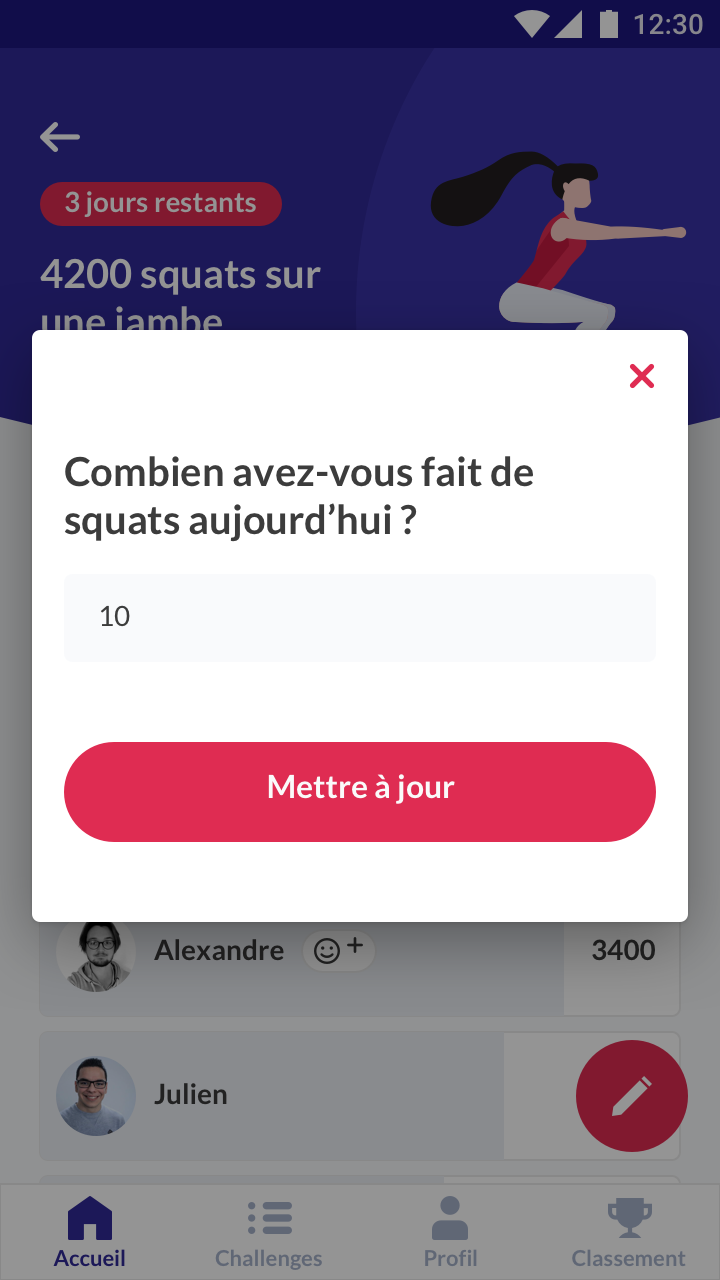 12:30
3 jours restants
4200 squats sur
une jambe
Combien avez-vous fait de
squats aujourd’hui ?
10
Mettre à jour
Alexandre
3400
Julien
Accueil
Challenges
Profil
Classement